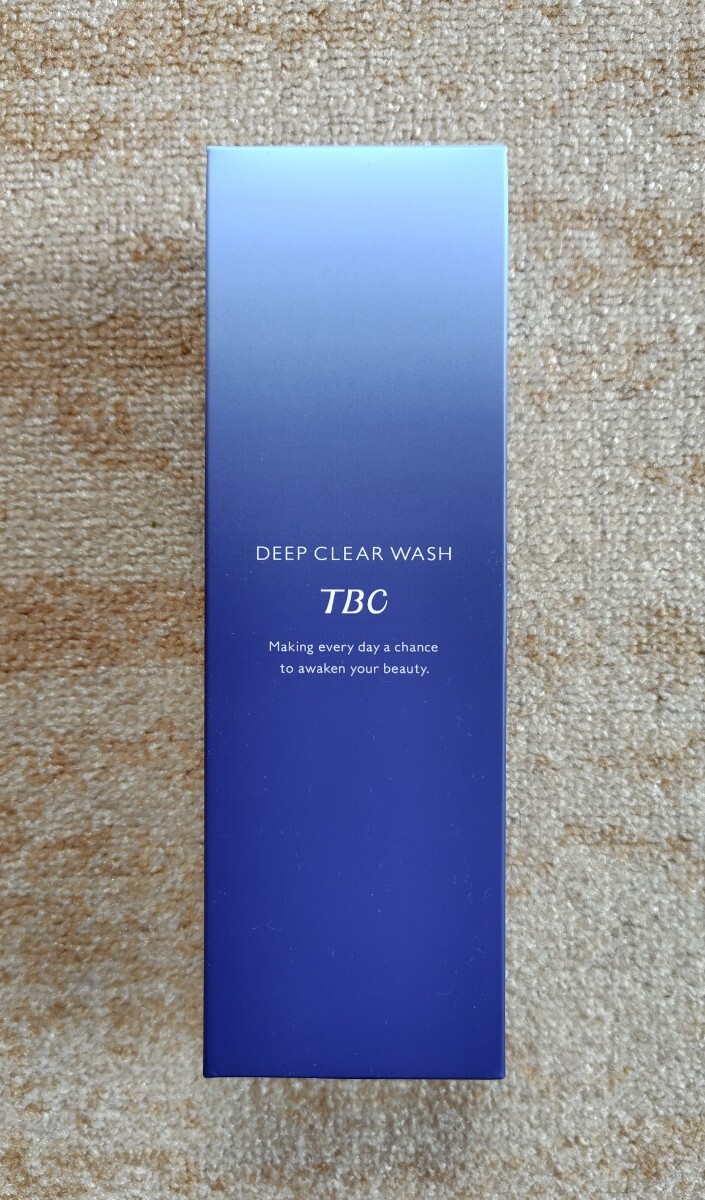 DEEP CLEAR WASH
TBC
Making every day a chance
to awaken your beauty.